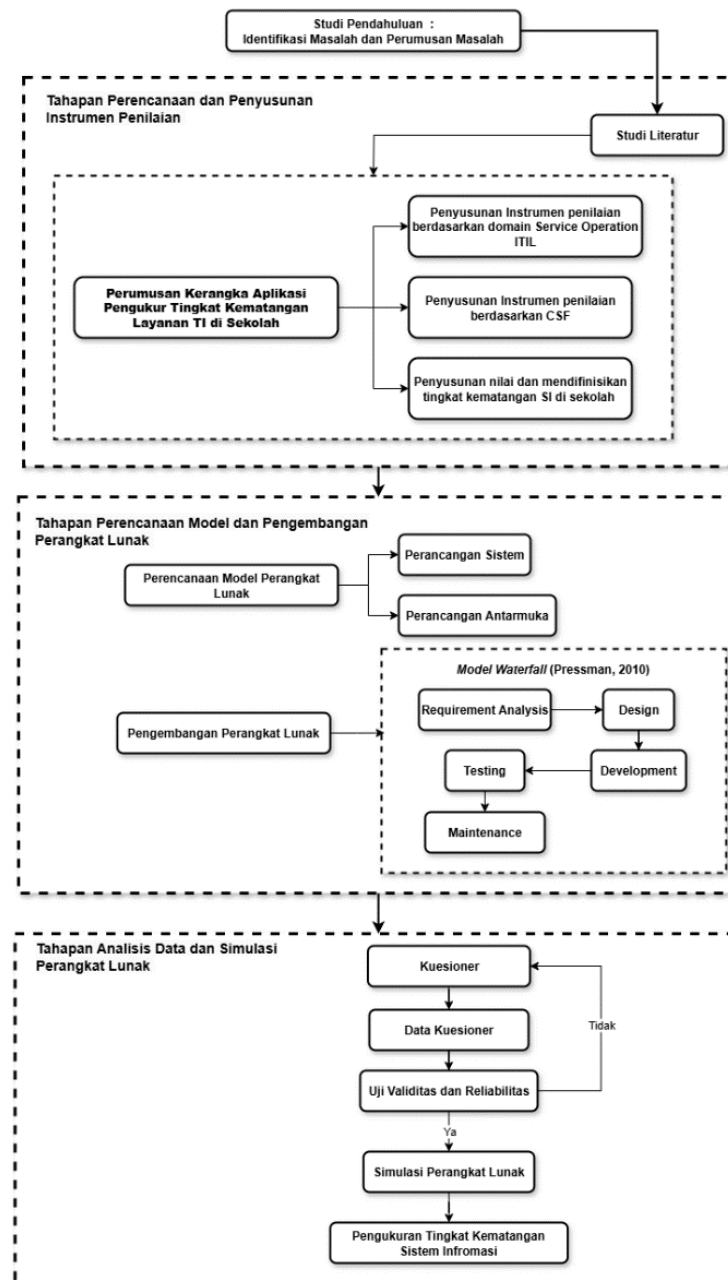 Studi Pendahuluan :
Identifikasi Masalah dan Perumusan Masalah
Tahapan Perencanaan dan Penyusunan
Instrumen Penilaian
Studi Literatur
Penyusunan Instrumen penilaian
berdasarkan domain Service Operation
ITIL
Perumusan Kerangka Aplikasi
Pengukur Tingkat Kematangan
Layanan TI di Sekolah
Penyusunan Instrumen penilaian
berdasarkan CSF
Penyusunan nilai dan mendifinisikan
tingkat kematangan SI di sekolah
Tahapan Perencanaan Model dan Pengembangan
Perangkat Lunak
Perancangan Sistem
Perencanaan Model Perangkat
Lunak
Perancangan Antarmuka
Model Waterfall (Pressman, 2010)
Requirement Analysis
Design
Pengembangan Perangkat Lunak
Testing
Development
Maintenance
Tahapan Analisis Data dan Simulasi
Perangkat Lunak
Kuesioner
Tidak
Data Kuesioner
Uji Validitas dan Reliabilitas
Ya
Simulasi Perangkat Lunak
Pengukuran Tingkat Kematangan
Sistem Infromasi